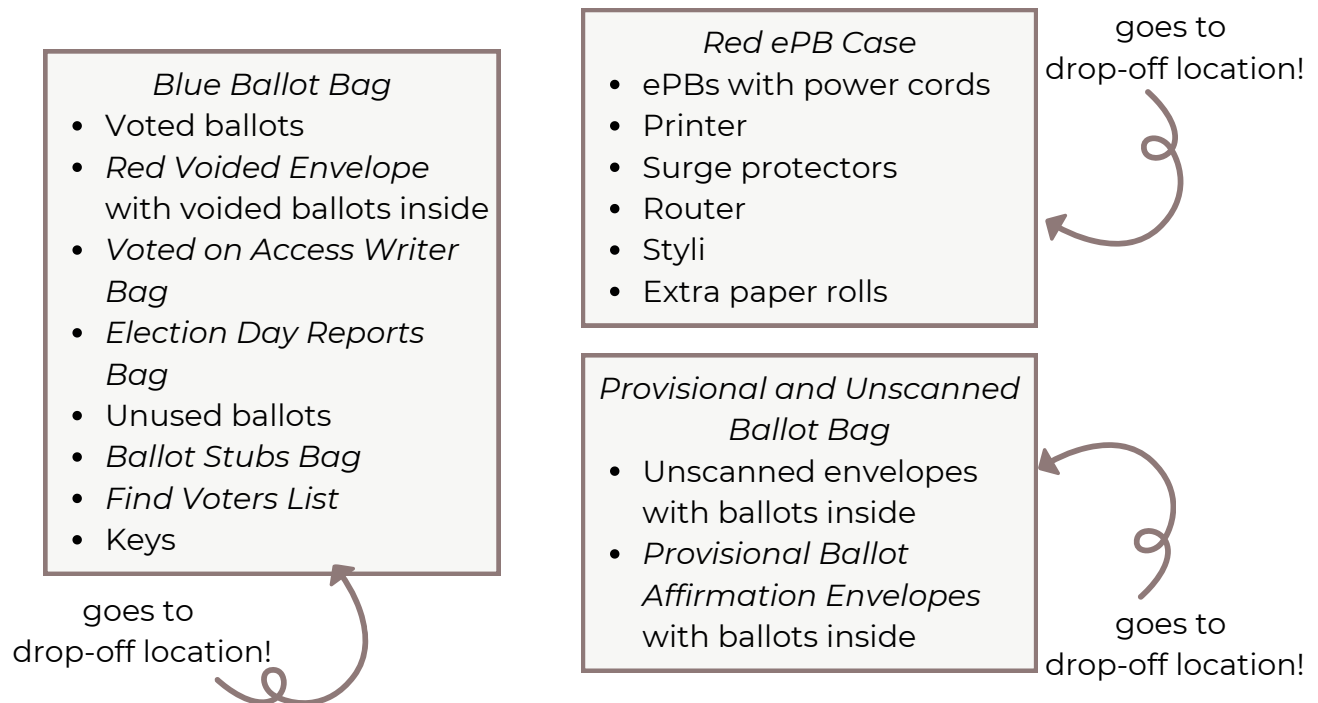 Blue Ballot Bag
• Voted ballots
• Red Voided Envelope
with voided ballots inside
• Voted on Access Writer
Bag
• Election Day Reports
Bag
• Unused ballots
• Ballot Stubs Bag
• Find Voters List
• Keys
goes to
drop-off location!
Red ePB Case
• ePBs with power cords
• Printer
• Surge protectors
• Router
• Styli
• Extra paper rolls
goes to
drop-off location!
Provisional and Unscanned
Ballot Bag
• Unscanned envelopes
with ballots inside
• Provisional Ballot
Affirmation Envelopes
with ballots inside
goes to
drop-off location!